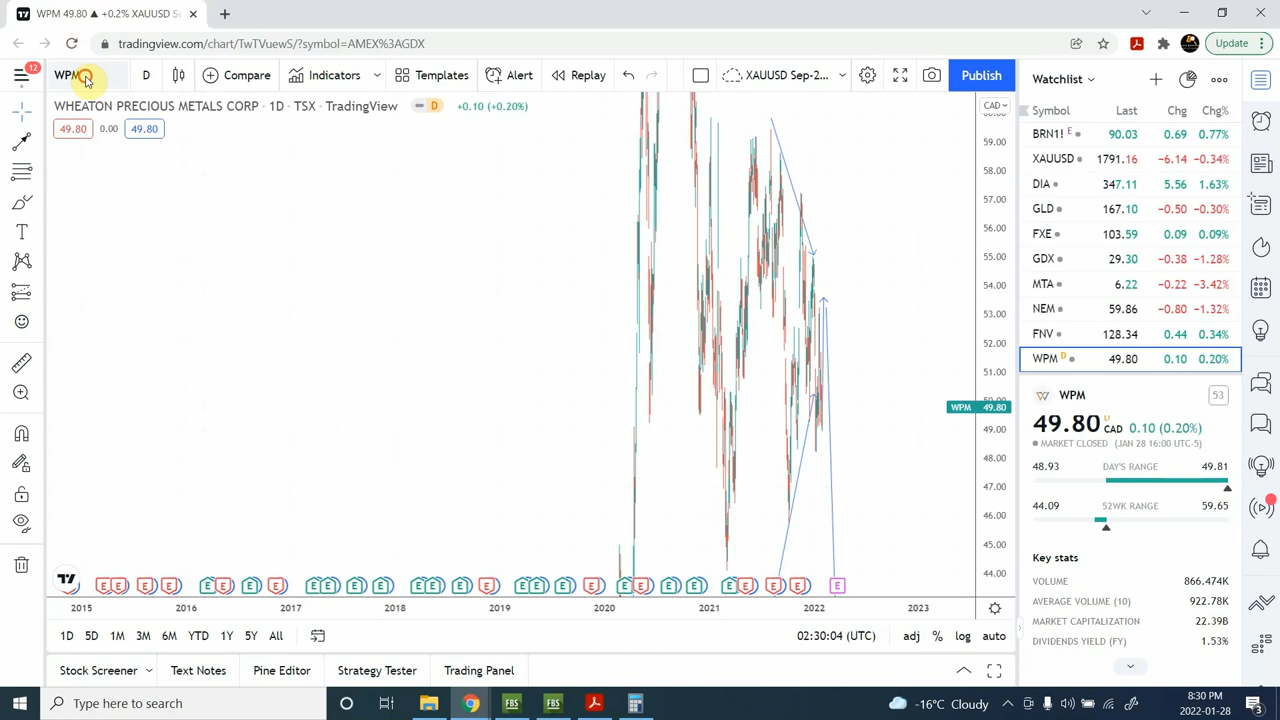 WPM 49.80 ▲ +0.2% XAUUSD Se
tradingview.com/chart/TwTVuewS/?symbol=AMEX%3AGDX
Update
12
WPM
D
Compare
Indicators
Templates
Alert
Replay
XAUUSD Sep-2...
Publish
WHEATON PRECIOUS METALS CORP · 1D · TSX · TradingView
D
+0.10 (+0.20%)
49.80
0.00
49.80
CAD
59.00
58.00
57.00
56.00
55.00
54.00
53.00
52.00
51.00
WPM 49.80
49.00
48.00
47.00
46.00
45.00
44.00
E E E E E E E E E E E E E E E E E E E E E E E E E E E E
2015 2016 2017 2018 2019 2020 2021 2022 2023
1D 5D 1M 3M 6M YTD 1Y 5Y All
02:30:04 (UTC)
adj % log auto
Stock Screener
Text Notes
Pine Editor
Strategy Tester
Trading Panel
Watchlist
Symbol Last Chg Chg%
BRN1! E 90.03 0.69 0.77%
XAUUSD 1791.16 −6.14 −0.34%
DIA 347.11 5.56 1.63%
GLD 167.10 −0.50 −0.30%
FXE 103.59 0.09 0.09%
GDX 29.30 −0.38 −1.28%
MTA 6.22 −0.22 −3.42%
NEM 59.86 −0.80 −1.32%
FNV 128.34 0.44 0.34%
WPM D 49.80 0.10 0.20%
WPM
53
49.80 D CAD 0.10 (0.20%)
MARKET CLOSED (JAN 28 16:00 UTC-5)
48.93 DAY'S RANGE 49.81
44.09 52WK RANGE 59.65
Key stats
VOLUME 866.474K
AVERAGE VOLUME (10) 922.78K
MARKET CAPITALIZATION 22.39B
DIVIDENDS YIELD (FY) 1.53%
Type here to search
FBS
FBS
-16°C Cloudy
8:30 PM
2022-01-28
3